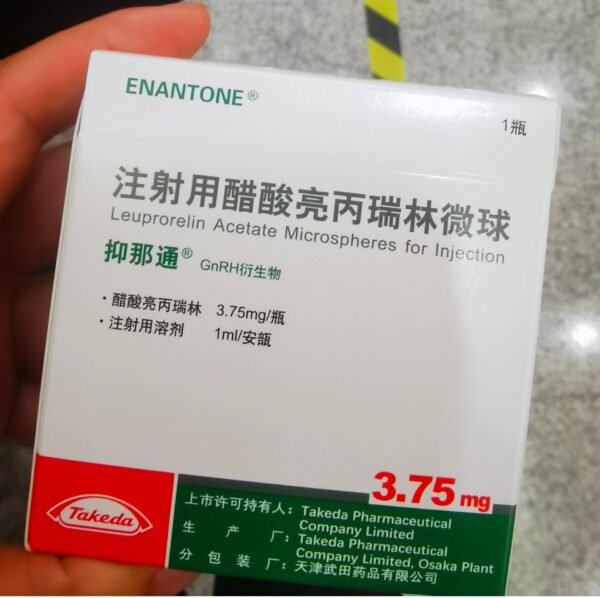 ENANTONE®
1瓶
注射用醋酸亮丙瑞林微球
Leuprorelin Acetate Microspheres for Injection
抑那通® GnRH衍生物
·醋酸亮丙瑞林 3.75mg/瓶
·注射用溶剂 1ml/安瓿
3.75 mg
Takeda
上市许可持有人：Takeda Pharmaceutical
Company Limited
生产厂：Takeda Pharmaceutical
Company Limited, Osaka Plant
分包装厂：天津武田药品有限公司